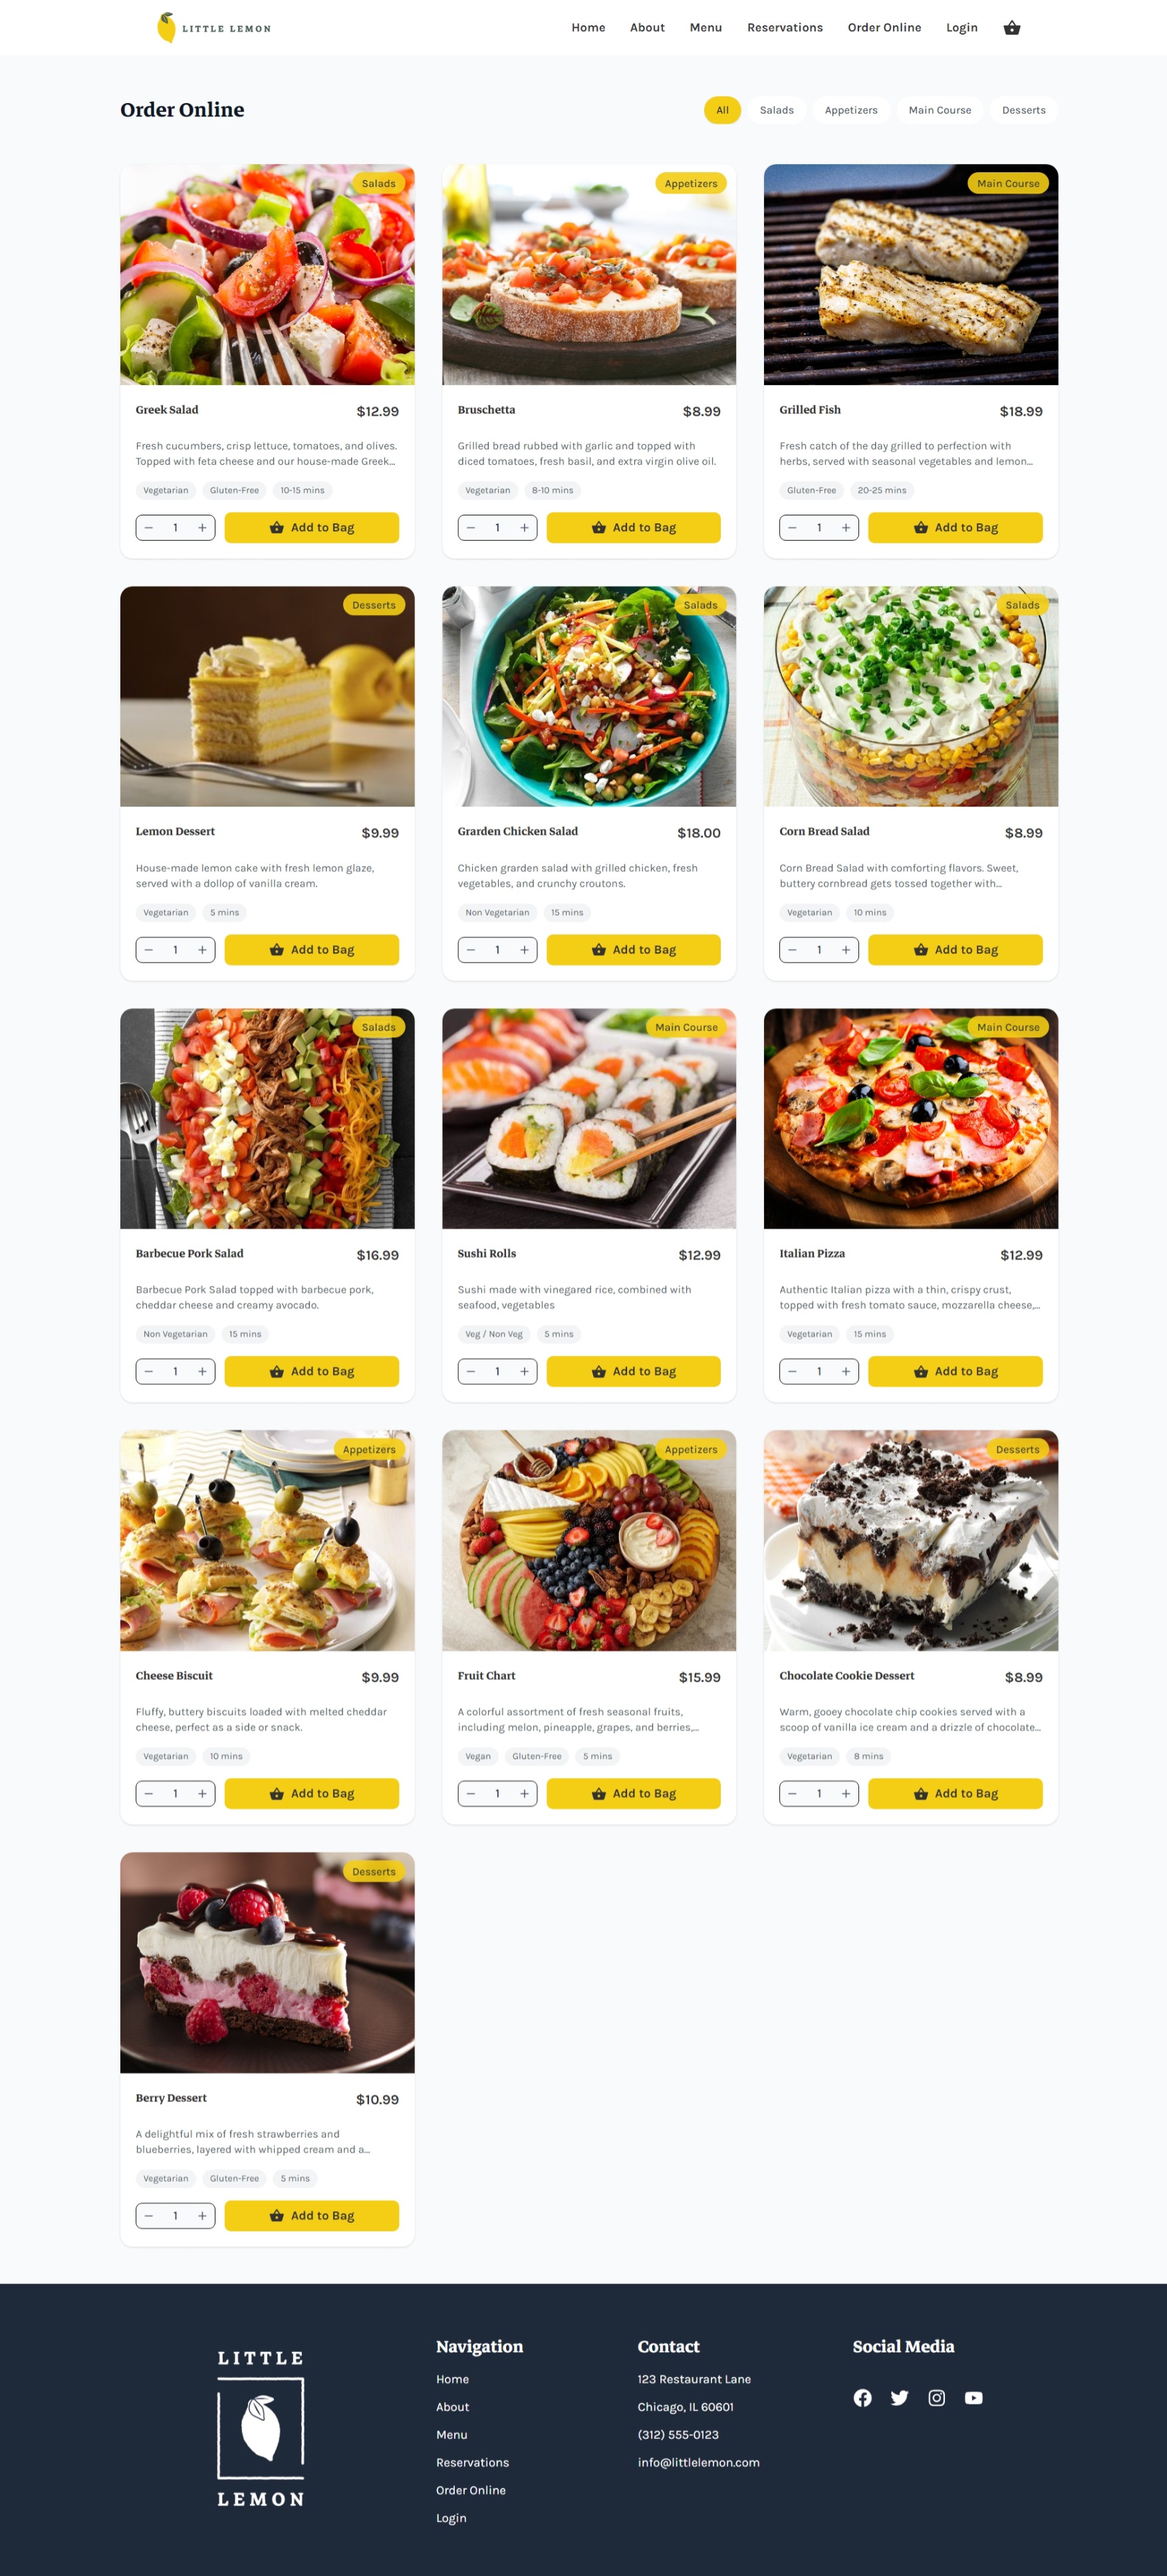 LITTLE LEMON
Home About Menu Reservations Order Online Login
Order Online
All Salads Appetizers Main Course Desserts
Salads
Greek Salad $12.99
Fresh cucumbers, crisp lettuce, tomatoes, and olives.
Topped with feta cheese and our house-made Greek...
Vegetarian Gluten-Free 10-15 mins
− 1 + Add to Bag
Appetizers
Bruschetta $8.99
Grilled bread rubbed with garlic and topped with
diced tomatoes, fresh basil, and extra virgin olive oil.
Vegetarian 8-10 mins
− 1 + Add to Bag
Main Course
Grilled Fish $18.99
Fresh catch of the day grilled to perfection with
herbs, served with seasonal vegetables and lemon...
Gluten-Free 20-25 mins
− 1 + Add to Bag
Desserts
Lemon Dessert $9.99
House-made lemon cake with fresh lemon glaze,
served with a dollop of vanilla cream.
Vegetarian 5 mins
− 1 + Add to Bag
Salads
Grarden Chicken Salad $18.00
Chicken grarden salad with grilled chicken, fresh
vegetables, and crunchy croutons.
Non Vegetarian 15 mins
− 1 + Add to Bag
Salads
Corn Bread Salad $8.99
Corn Bread Salad with comforting flavors. Sweet,
buttery cornbread gets tossed together with...
Vegetarian 10 mins
− 1 + Add to Bag
Salads
Barbecue Pork Salad $16.99
Barbecue Pork Salad topped with barbecue pork,
cheddar cheese and creamy avocado.
Non Vegetarian 15 mins
− 1 + Add to Bag
Main Course
Sushi Rolls $12.99
Sushi made with vinegared rice, combined with
seafood, vegetables
Veg / Non Veg 5 mins
− 1 + Add to Bag
Main Course
Italian Pizza $12.99
Authentic Italian pizza with a thin, crispy crust,
topped with fresh tomato sauce, mozzarella cheese,...
Vegetarian 15 mins
− 1 + Add to Bag
Appetizers
Cheese Biscuit $9.99
Fluffy, buttery biscuits loaded with melted cheddar
cheese, perfect as a side or snack.
Vegetarian 10 mins
− 1 + Add to Bag
Appetizers
Fruit Chart $15.99
A colorful assortment of fresh seasonal fruits,
including melon, pineapple, grapes, and berries,...
Vegan Gluten-Free 5 mins
− 1 + Add to Bag
Desserts
Chocolate Cookie Dessert $8.99
Warm, gooey chocolate chip cookies served with a
scoop of vanilla ice cream and a drizzle of chocolate...
Vegetarian 8 mins
− 1 + Add to Bag
Desserts
Berry Dessert $10.99
A delightful mix of fresh strawberries and
blueberries, layered with whipped cream and a...
Vegetarian Gluten-Free 5 mins
− 1 + Add to Bag
LITTLE
LEMON
Navigation
Home
About
Menu
Reservations
Order Online
Login
Contact
123 Restaurant Lane
Chicago, IL 60601
(312) 555-0123
info@littlelemon.com
Social Media